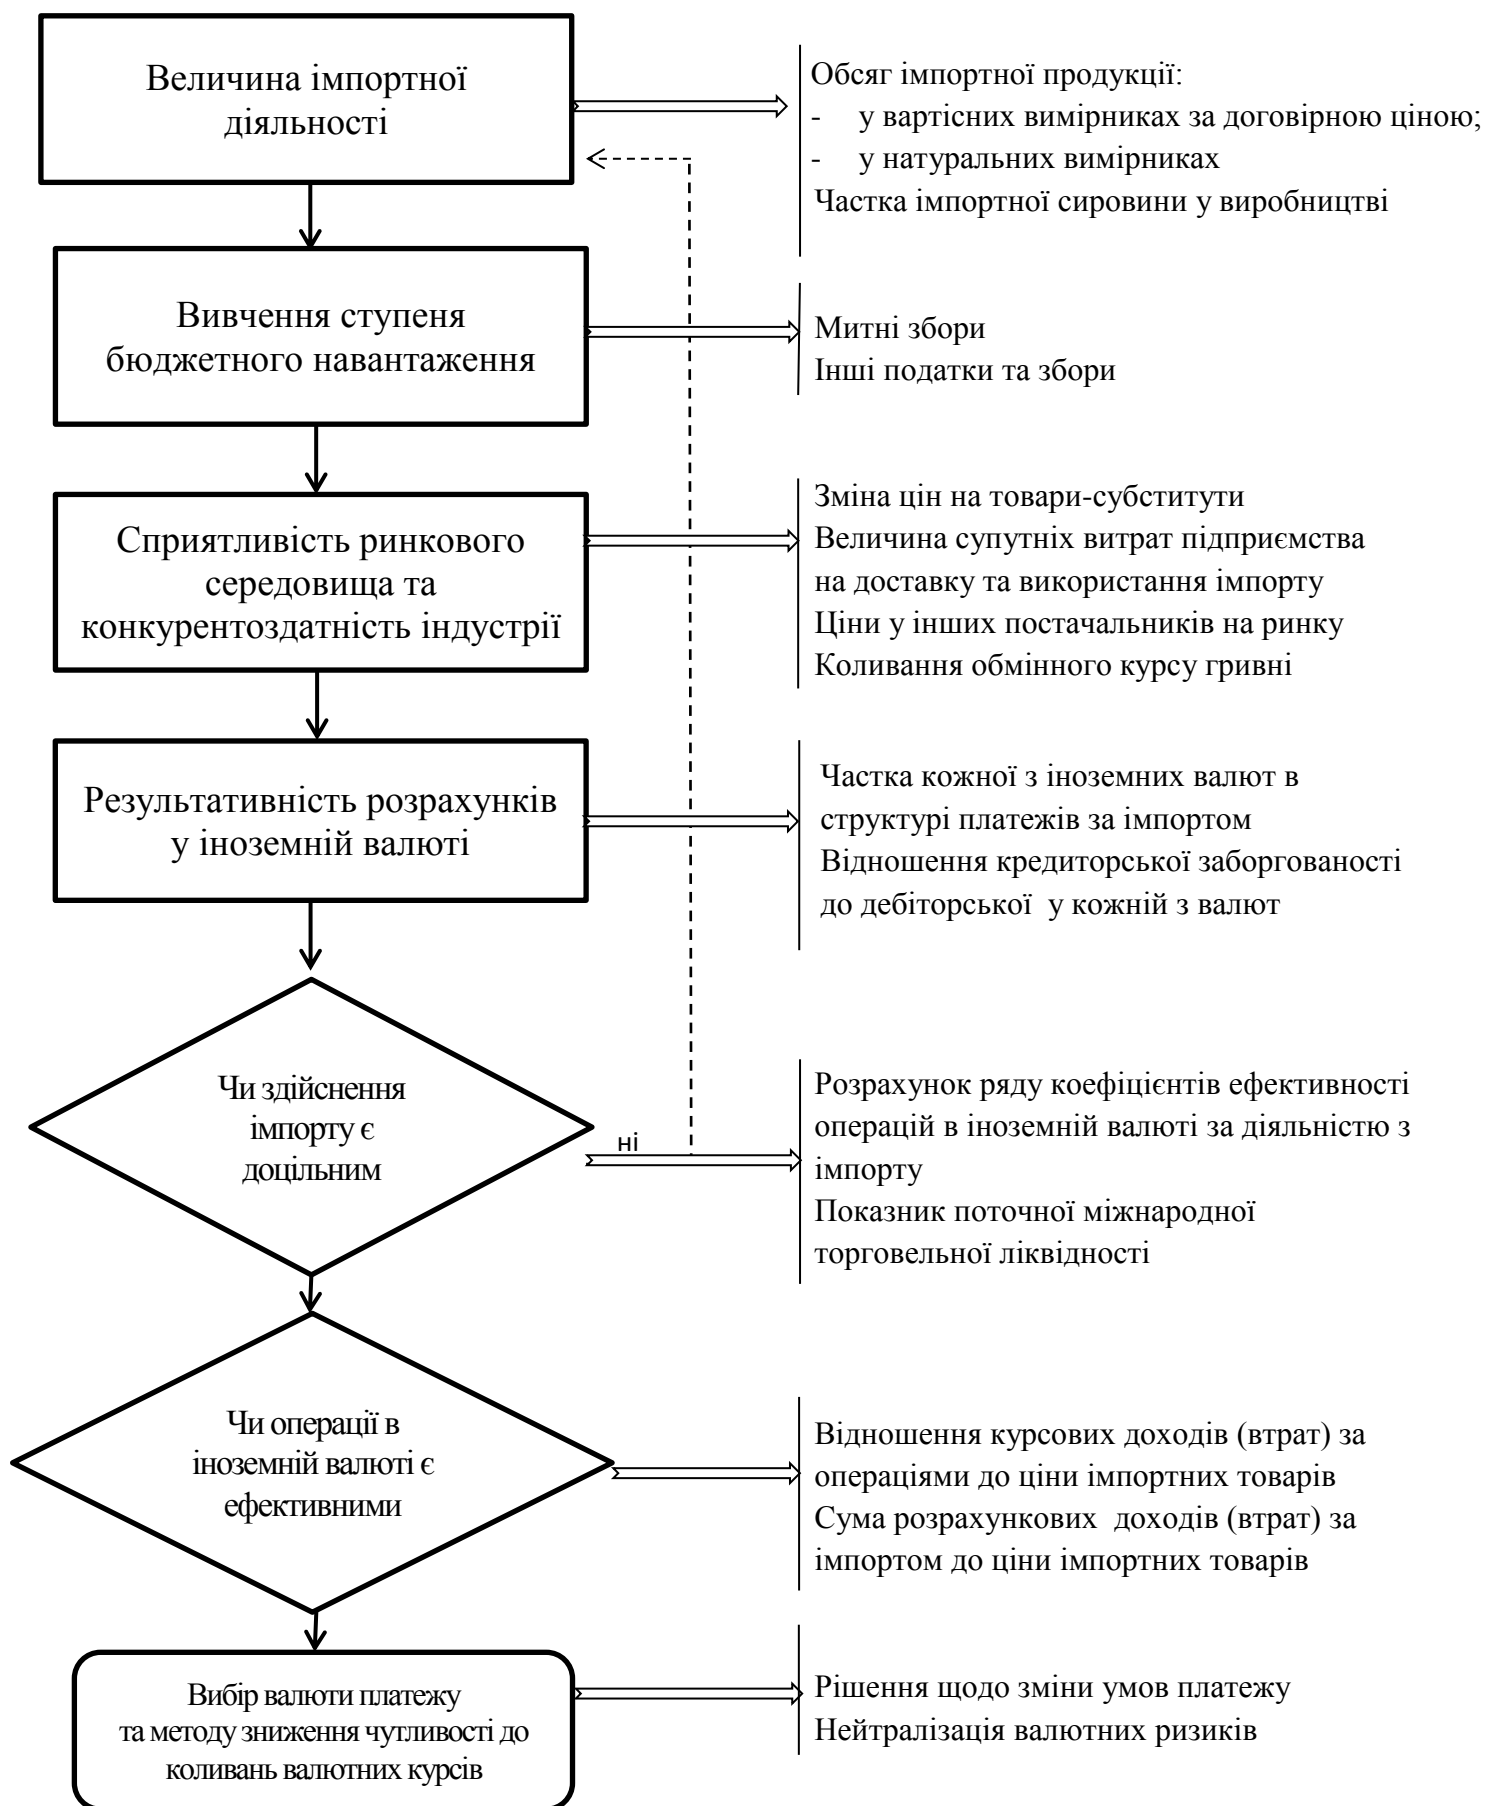 Величина імпортної
діяльності
Обсяг імпортної продукції:
- у вартісних вимірниках за договірною ціною;
- у натуральних вимірниках
Частка імпортної сировини у виробництві
Вивчення ступеня
бюджетного навантаження
Митні збори
Інші податки та збори
Сприятливість ринкового
середовища та
конкурентоздатність індустрії
Зміна цін на товари-субститути
Величина супутніх витрат підприємства
на доставку та використання імпорту
Ціни у інших постачальників на ринку
Коливання обмінного курсу гривні
Результативність розрахунків
у іноземній валюті
Частка кожної з іноземних валют в
структурі платежів за імпортом
Відношення кредиторської заборгованості
до дебіторської у кожній з валют
Чи здійснення
імпорту є
доцільним
ні
Розрахунок ряду коефіцієнтів ефективності
операцій в іноземній валюті за діяльністю з
імпорту
Показник поточної міжнародної
торговельної ліквідності
Чи операції в
іноземній валюті є
ефективними
Відношення курсових доходів (втрат) за
операціями до ціни імпортних товарів
Сума розрахункових доходів (втрат) за
імпортом до ціни імпортних товарів
Вибір валюти платежу
та методу зниження чутливості до
коливань валютних курсів
Рішення щодо зміни умов платежу
Нейтралізація валютних ризиків